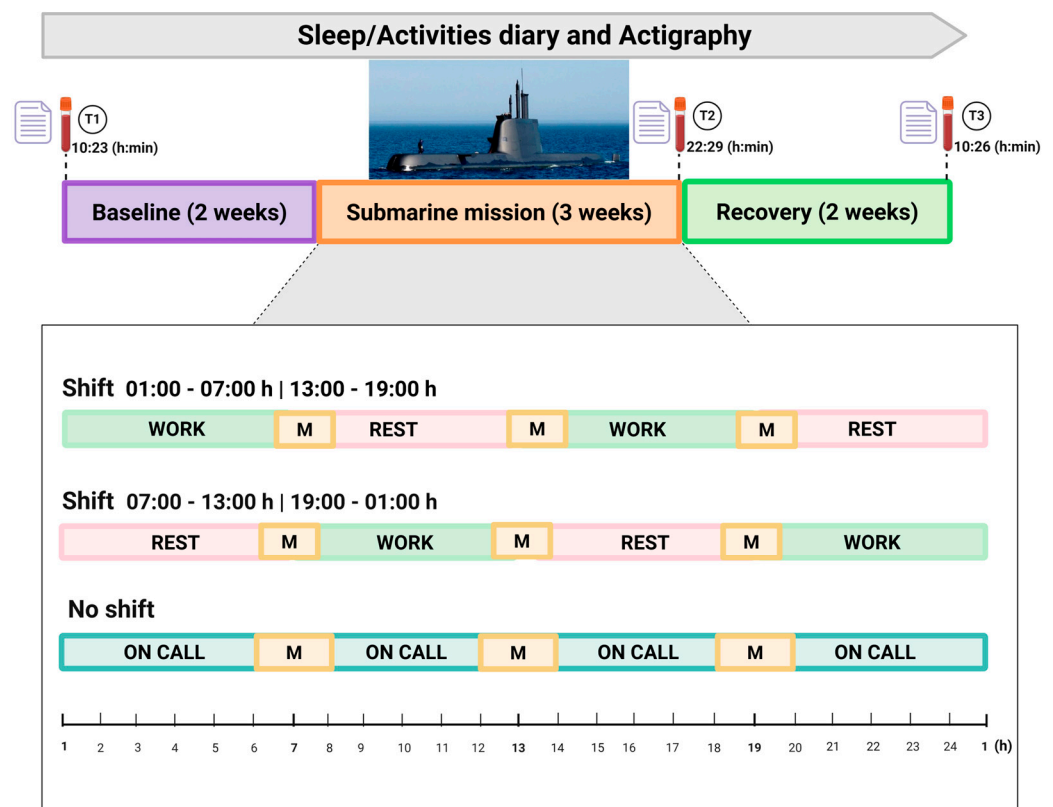 Sleep/Activities diary and Actigraphy
T1
10:23 (h:min)
T2
22:29 (h:min)
T3
10:26 (h:min)
Baseline (2 weeks)
Submarine mission (3 weeks)
Recovery (2 weeks)
Shift 01:00 - 07:00 h | 13:00 - 19:00 h
WORK M REST M WORK M REST
Shift 07:00 - 13:00 h | 19:00 - 01:00 h
REST M WORK M REST M WORK
No shift
ON CALL M ON CALL M ON CALL M ON CALL
1 2 3 4 5 6 7 8 9 10 11 12 13 14 15 16 17 18 19 20 21 22 23 24 1 (h)